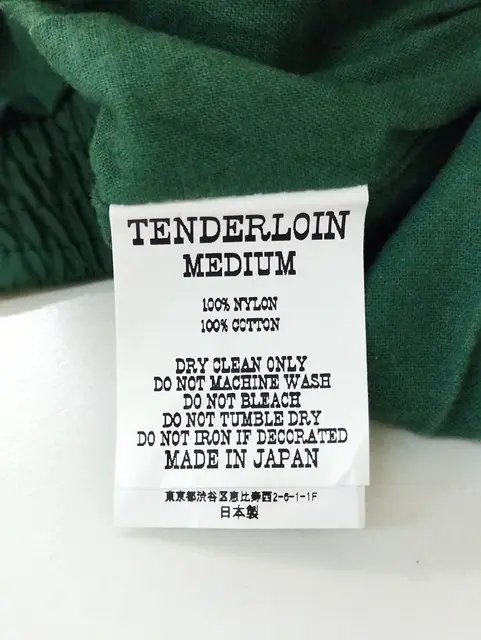 TENDERLOIN
MEDIUM
100% NYLON
100% COTTON
DRY CLEAN ONLY
DO NOT MACHINE WASH
DO NOT BLEACH
DO NOT TUMBLE DRY
DO NOT IRON IF DECORATED
MADE IN JAPAN
東京都渋谷区恵比寿西2-6-1-1F
日本製